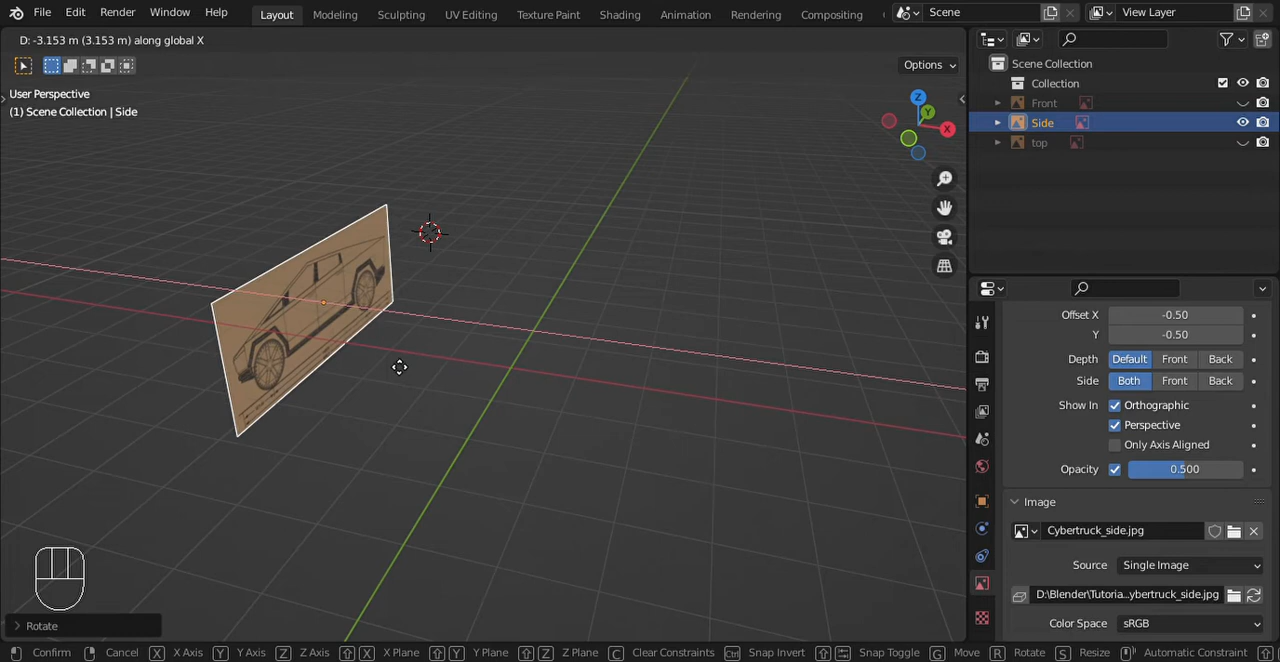 File Edit Render Window Help Layout Modeling Sculpting UV Editing Texture Paint Shading Animation Rendering Compositing Scene View Layer
D: -3.153 m (3.153 m) along global X
Options
User Perspective
(1) Scene Collection | Side
Z
Y
X
Scene Collection
Collection
Front
Side
top
Offset X -0.50
Y -0.50
Depth Default Front Back
Side Both Front Back
Show In Orthographic
Perspective
Only Axis Aligned
Opacity 0.500
Image
Cybertruck_side.jpg
Source Single Image
D:\Blender\Tutoria...ybertruck_side.jpg
Color Space sRGB
Rotate
Confirm Cancel X X Axis Y Y Axis Z Z Axis X X Plane Y Y Plane Z Z Plane C Clear Constraints Ctrl Snap Invert Snap Toggle G Move R Rotate S Resize Automatic Constraint